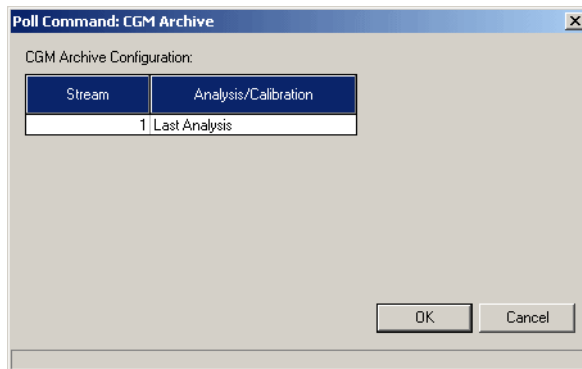 Poll Command: CGM Archive
CGM Archive Configuration:
Stream Analysis/Calibration
1 Last Analysis
OK Cancel